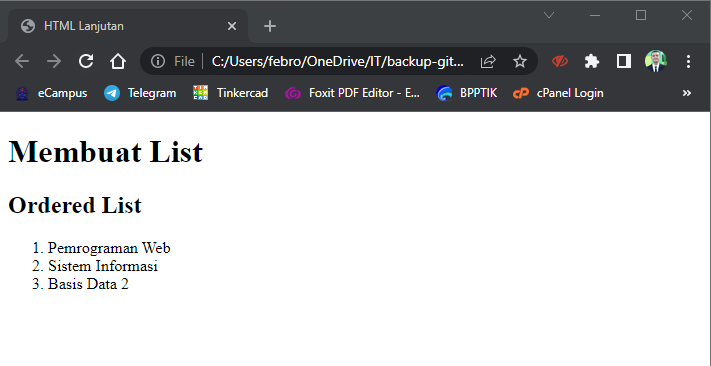 HTML Lanjutan
File C:/Users/febro/OneDrive/IT/backup-git...
eCampus Telegram Tinkercad Foxit PDF Editor - E... BPPTIK cPanel Login »
Membuat List
Ordered List
1. Pemrograman Web
2. Sistem Informasi
3. Basis Data 2